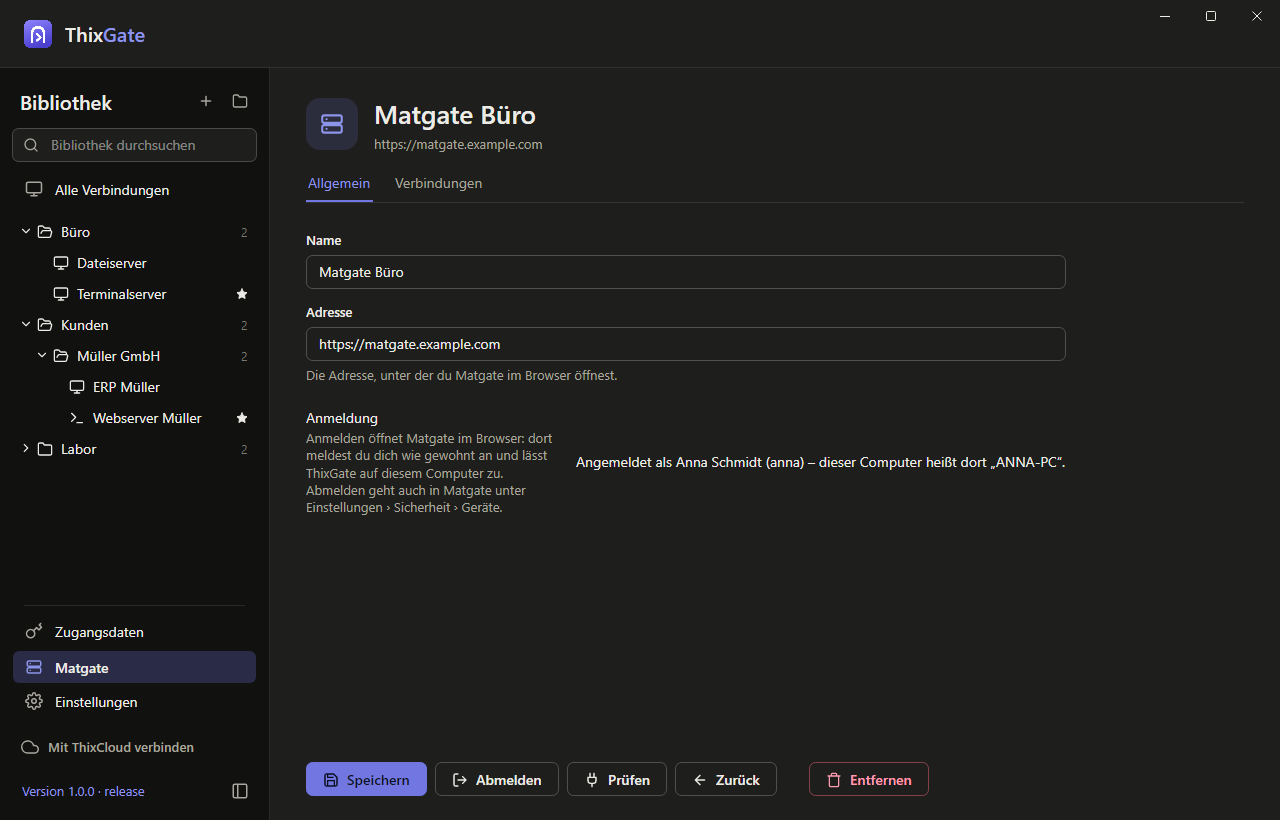 ThixGate
Bibliothek
Bibliothek durchsuchen
Alle Verbindungen
Büro 2
Dateiserver
Terminalserver
Kunden 2
Müller GmbH 2
ERP Müller
Webserver Müller
Labor 2
Zugangsdaten
Matgate
Einstellungen
Mit ThixCloud verbinden
Version 1.0.0 · release
Matgate Büro
https://matgate.example.com
Allgemein Verbindungen
Name
Matgate Büro
Adresse
https://matgate.example.com
Die Adresse, unter der du Matgate im Browser öffnest.
Anmeldung
Anmelden öffnet Matgate im Browser: dort
meldest du dich wie gewohnt an und lässt
ThixGate auf diesem Computer zu.
Abmelden geht auch in Matgate unter
Einstellungen › Sicherheit › Geräte.
Angemeldet als Anna Schmidt (anna) – dieser Computer heißt dort „ANNA-PC“.
Speichern Abmelden Prüfen Zurück Entfernen